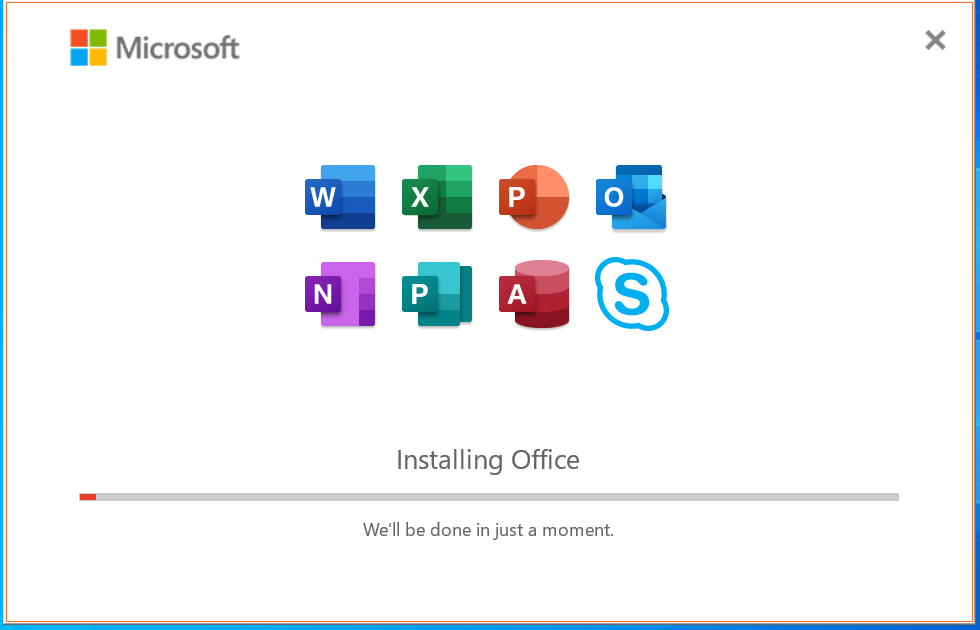 Microsoft
W X P O
N P A S
Installing Office
We'll be done in just a moment.